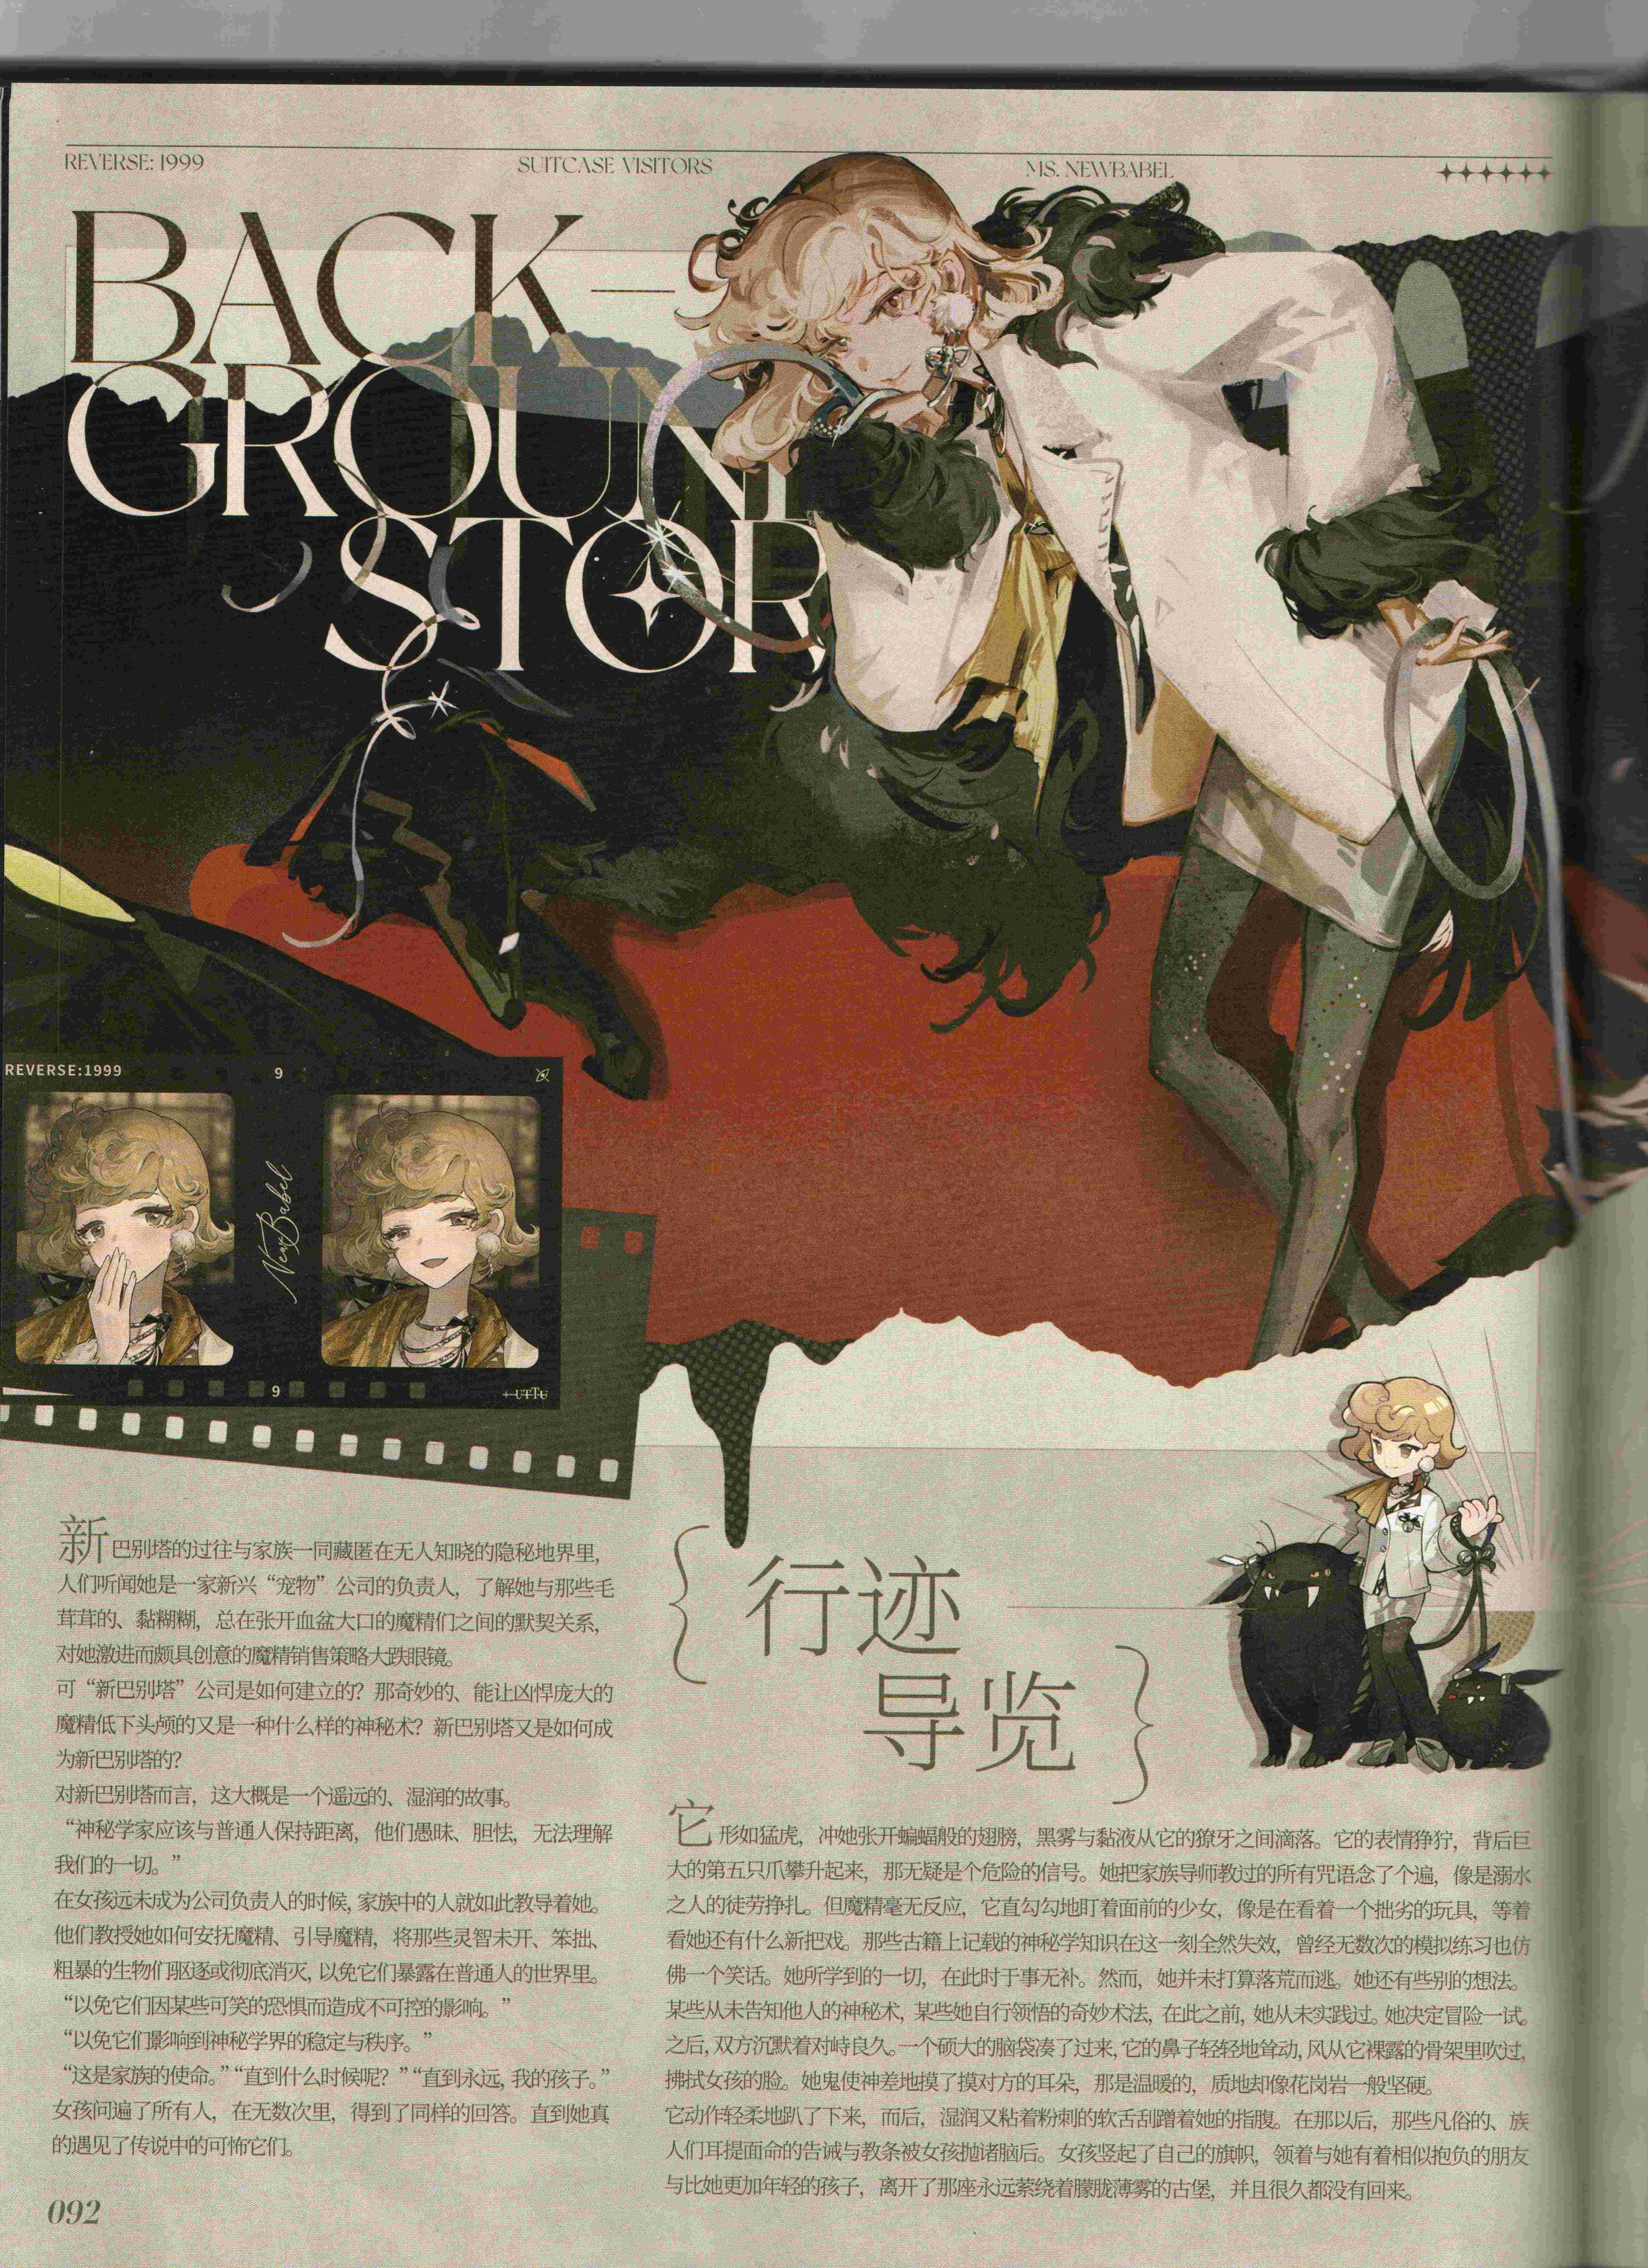 REVERSE: 1999
SUITCASE VISITORS
MS. NEWBABEL
BACK—
GROUN
STOR
REVERSE:1999
9
NewBabel
9
UTTU
新巴别塔的过往与家族一同藏匿在无人知晓的隐秘地界里，
人们听闻她是一家新兴“宠物”公司的负责人，了解她与那些毛
茸茸的、黏糊糊，总在张开血盆大口的魔精们之间的默契关系，
对她激进而颇具创意的魔精销售策略大跌眼镜。
可“新巴别塔”公司是如何建立的？那奇妙的、能让凶悍庞大的
魔精低下头颅的又是一种什么样的神秘术？新巴别塔又是如何成
为新巴别塔的？
对新巴别塔而言，这大概是一个遥远的、湿润的故事。
“神秘学家应该与普通人保持距离，他们愚昧、胆怯，无法理解
我们的一切。”
在女孩远未成为公司负责人的时候，家族中的人就如此教导着她。
他们教授她如何安抚魔精、引导魔精，将那些灵智未开、笨拙、
粗暴的生物们驱逐或彻底消灭，以免它们暴露在普通人的世界里。
“以免它们因某些可笑的恐惧而造成不可控的影响。”
“以免它们影响到神秘学界的稳定与秩序。”
“这是家族的使命。”“直到什么时候呢？”“直到永远，我的孩子。”
女孩问遍了所有人，在无数次里，得到了同样的回答。直到她真
的遇见了传说中的可怖它们。
行迹
导览
它形如猛虎，冲她张开蝙蝠般的翅膀，黑雾与黏液从它的獠牙之间滴落。它的表情狰狞，背后巨
大的第五只爪攀升起来，那无疑是个危险的信号。她把家族导师教过的所有咒语念了个遍，像是溺水
之人的徒劳挣扎。但魔精毫无反应，它直勾勾地盯着面前的少女，像是在看着一个拙劣的玩具，等着
看她还有什么新把戏。那些古籍上记载的神秘学知识在这一刻全然失效，曾经无数次的模拟练习也仿
佛一个笑话。她所学到的一切，在此时于事无补。然而，她并未打算落荒而逃。她还有些别的想法。
某些从未告知他人的神秘术，某些她自行领悟的奇妙术法，在此之前，她从未实践过。她决定冒险一试。
之后，双方沉默着对峙良久。一个硕大的脑袋凑了过来，它的鼻子轻轻地耸动，风从它裸露的骨架里吹过，
拂拭女孩的脸。她鬼使神差地摸了摸对方的耳朵，那是温暖的，质地却像花岗岩一般坚硬。
它动作轻柔地趴了下来，而后，湿润又粘着粉刺的软舌刮蹭着她的指腹。在那以后，那些凡俗的、族
人们耳提面命的告诫与教条被女孩抛诸脑后。女孩竖起了自己的旗帜，领着与她有着相似抱负的朋友
与比她更加年轻的孩子，离开了那座永远萦绕着朦胧薄雾的古堡，并且很久都没有回来。
092